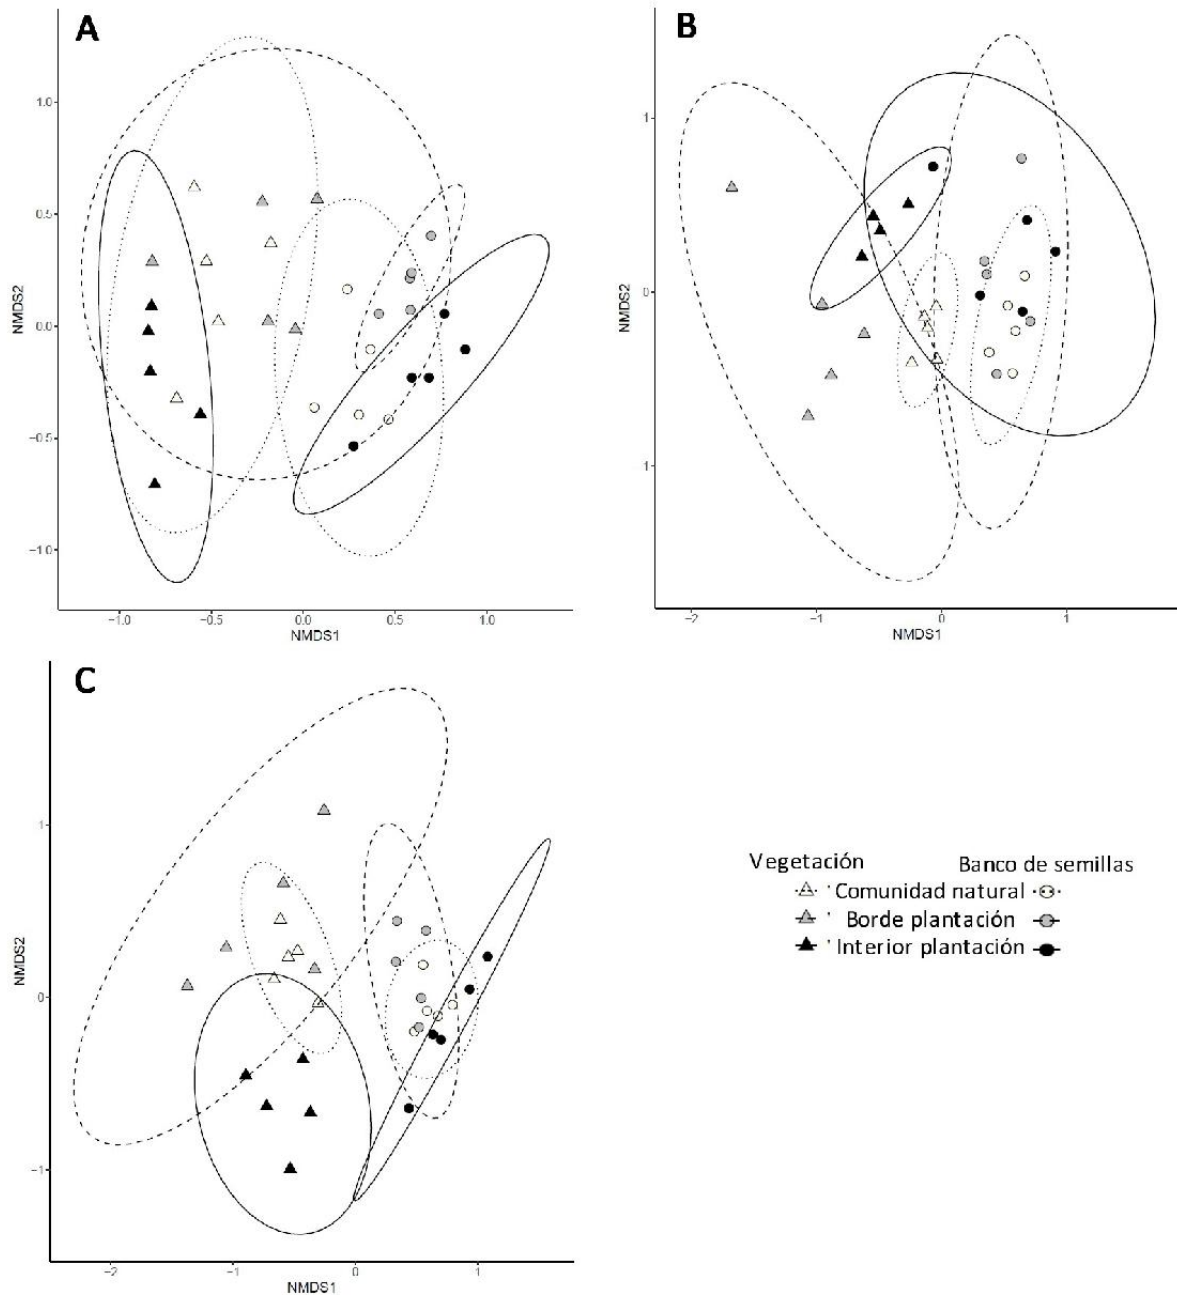 A
1.0
0.5
0.0
−0.5
−1.0
NMDS2
−1.0
−0.5
0.0
0.5
1.0
NMDS1
B
1
0
1
NMDS2
−2
−1
0
1
NMDS1
C
1
0
−1
NMDS2
−2
−1
0
1
NMDS1
Vegetación Banco de semillas
Comunidad natural
Borde plantación
Interior plantación